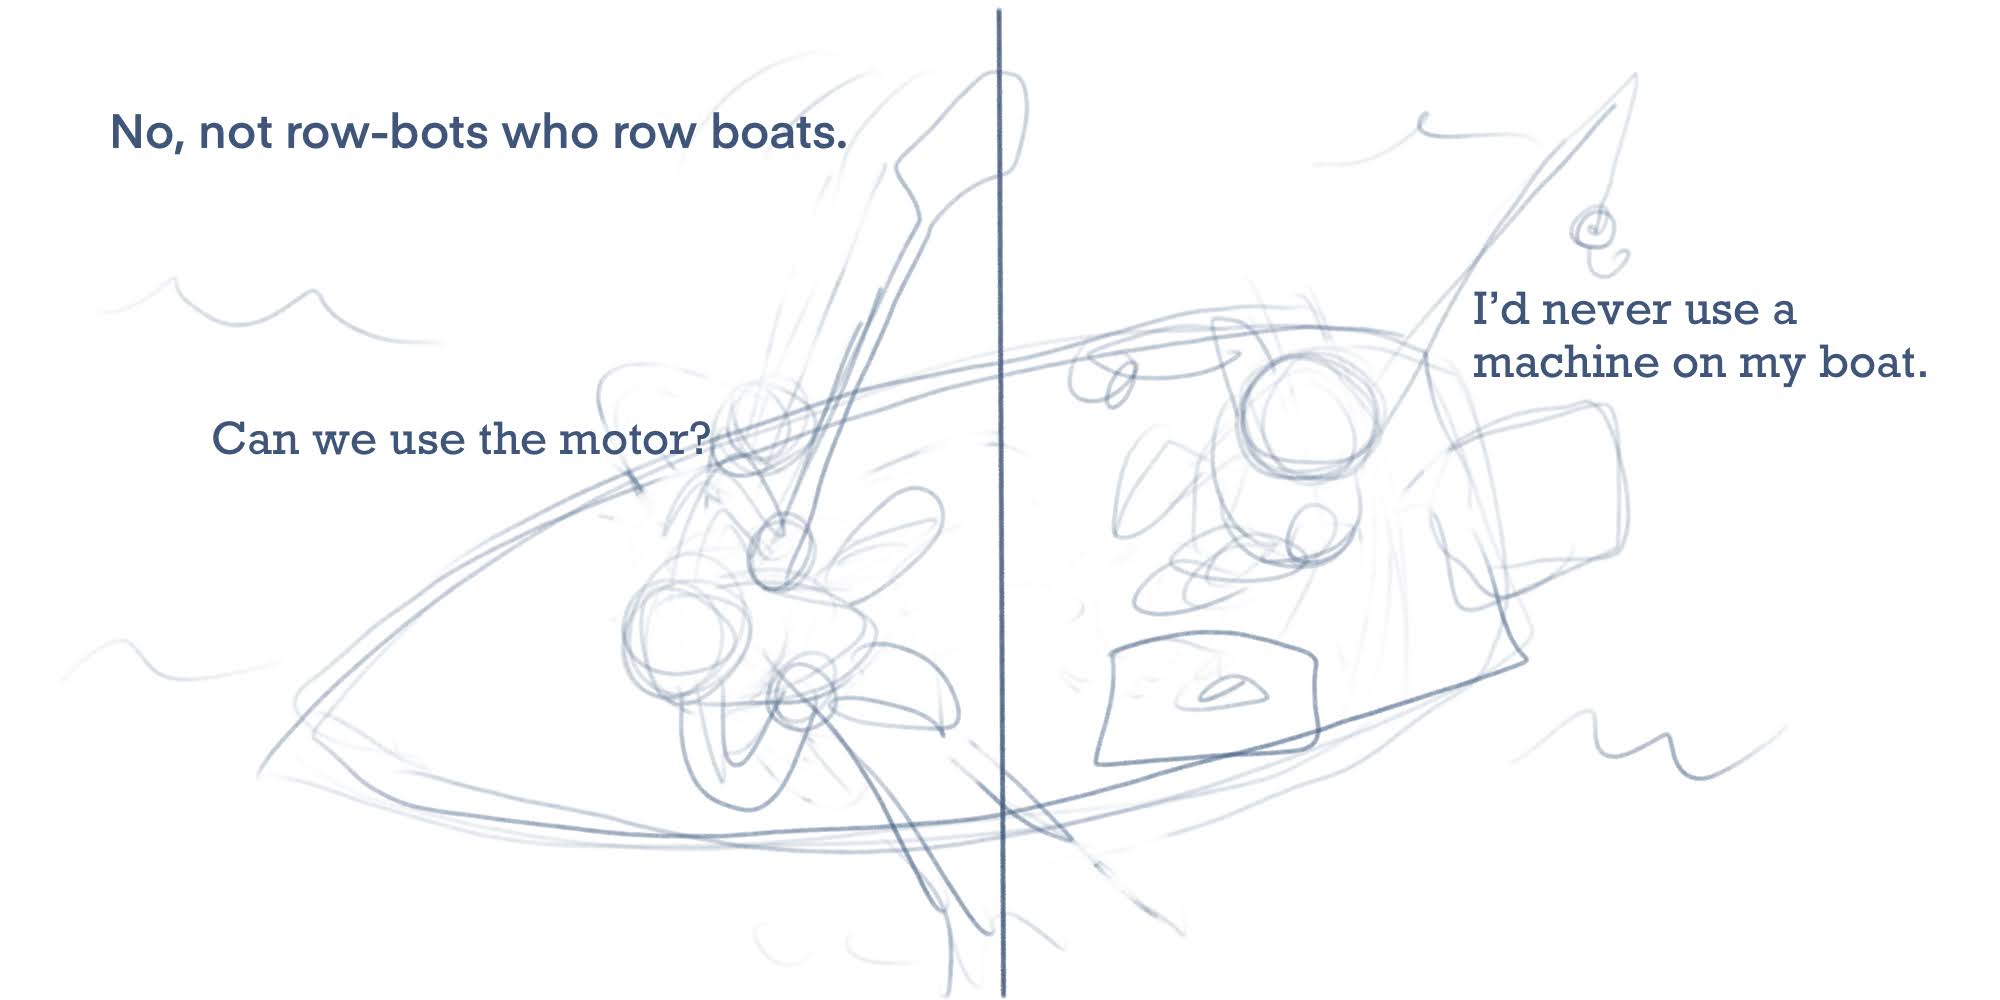 No, not row-bots who row boats.
Can we use the motor?
I’d never use a
machine on my boat.